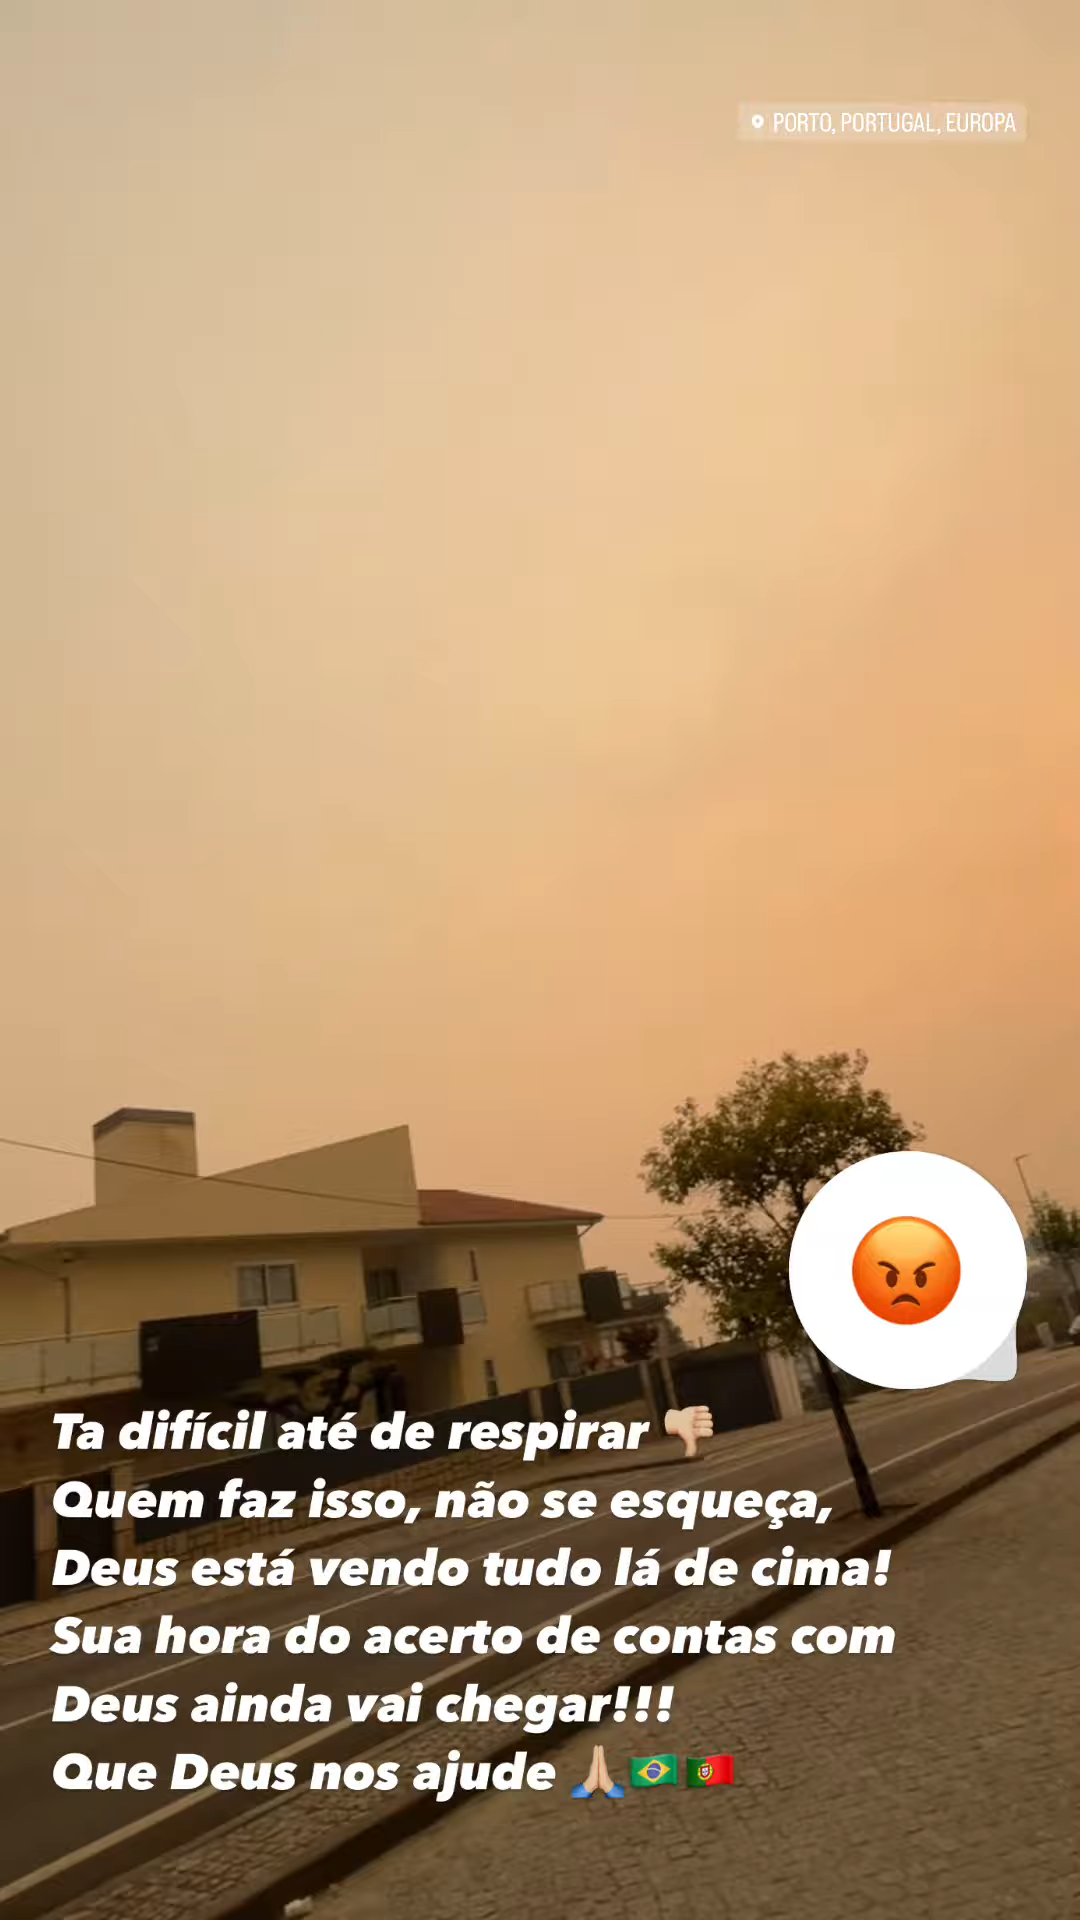 PORTO, PORTUGAL, EUROPA
Ta difícil até de respirar 👎🏻
Quem faz isso, não se esqueça,
Deus está vendo tudo lá de cima!
Sua hora do acerto de contas com
Deus ainda vai chegar!!!
Que Deus nos ajude 🙏🏼🇧🇷🇵🇹